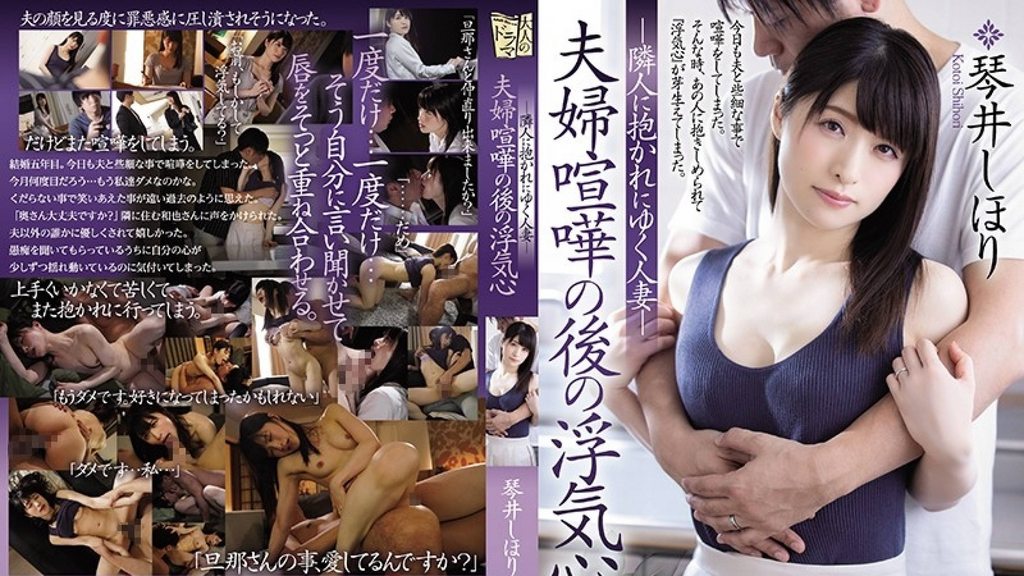 夫の顔を見る度に罪悪感に圧し潰されそうになった。
「お前、もしかして
浮気してる？」
だけどまた喧嘩をしてしまう。
結婚五年目。今日も夫と些細な事で喧嘩をしてしまった。
今月何度目だろう…もう私達ダメなのかな。
くだらない事で笑いあえた事が遠い過去のように思えた。
「奥さん大丈夫ですか？」隣に住む和也さんに声をかけられた。
夫以外の誰かに優しくされて嬉しかった。
愚痴を聞いてもらっているうちに自分の心が
少しずつ揺れ動いているのに気付いてしまった。
上手くいかなくて苦しくて、
また抱かれに行ってしまう。
「旦那さんと仲直り出来ましたか？」
一度だけ…一度だけ…
そう自分に言い聞かせて
唇をそっと重ね合わせる。
「……だめ」
「もうダメです。好きになってしまったかもしれない」
「ダメです‥私…」
「旦那さんの事、愛してるんですか？」
大人の
ドラマ
―隣人に抱かれにゆく人妻―
夫婦喧嘩の後の浮気心
琴井しほり
今日も夫と些細な事で
喧嘩をしてしまった。
そんな時、あの人に抱きしめられて
『浮気心』が芽生えてしまった。
琴井しほり
Kotoi Shihori
―隣人に抱かれにゆく人妻―
夫婦喧嘩の後の浮気心